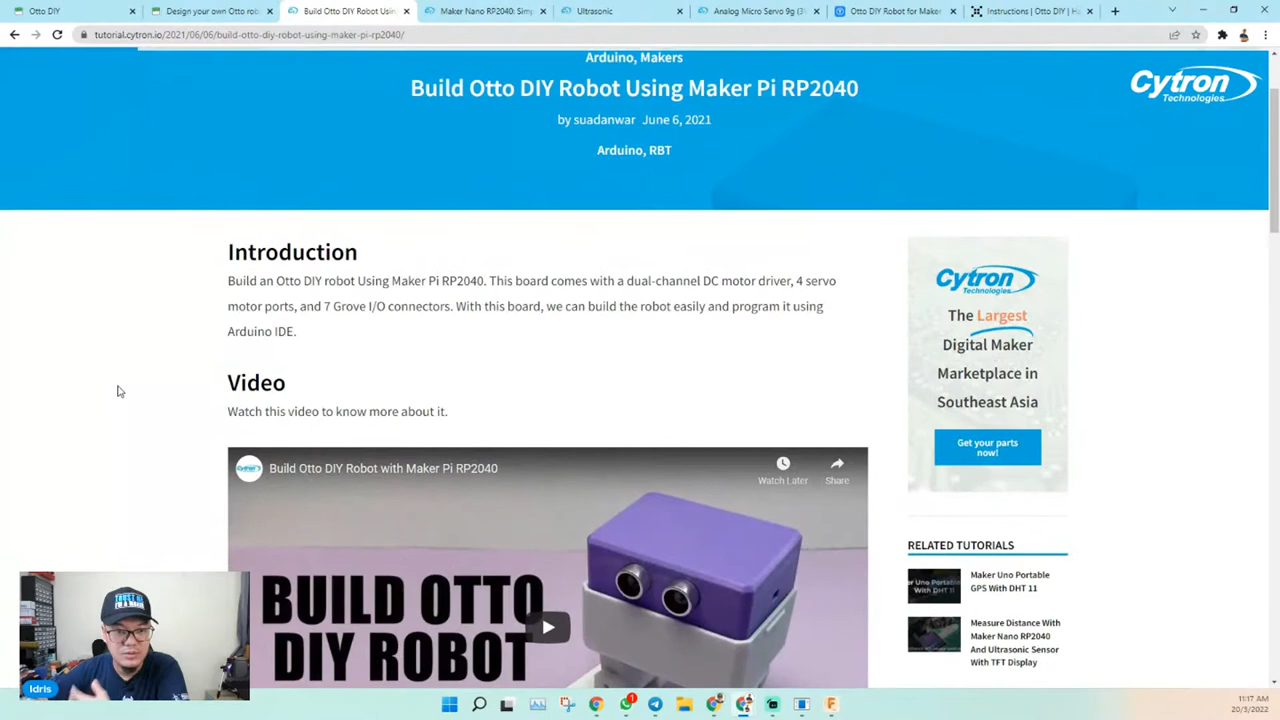 Otto DIY
Design your own Otto rob
Build Otto DIY Robot Usin
Maker Nano RP2040: Simp
Ultrasonic
Analog Micro Servo 9g (3V
Otto DIY Robot for Maker
Instructions | Otto DIY | Ha
tutorial.cytron.io/2021/06/06/build-otto-diy-robot-using-maker-pi-rp2040/
Arduino, Makers
Build Otto DIY Robot Using Maker Pi RP2040
by suadanwar June 6, 2021
Arduino, RBT
Cytron
Technologies
Introduction
Build an Otto DIY robot Using Maker Pi RP2040. This board comes with a dual-channel DC motor driver, 4 servo
motor ports, and 7 Grove I/O connectors. With this board, we can build the robot easily and program it using
Arduino IDE.
Video
Watch this video to know more about it.
Build Otto DIY Robot with Maker Pi RP2040
Watch Later
Share
BUILD OTTO
DIY ROBOT
Cytron
Technologies
The Largest
Digital Maker
Marketplace in
Southeast Asia
Get your parts
now!
RELATED TUTORIALS
Maker Uno Portable
GPS With DHT 11
Measure Distance With
Maker Nano RP2040
And Ultrasonic Sensor
With TFT Display
TRUST ME
I'M A MAKER
Idris
1
11:17 AM
20/3/2022